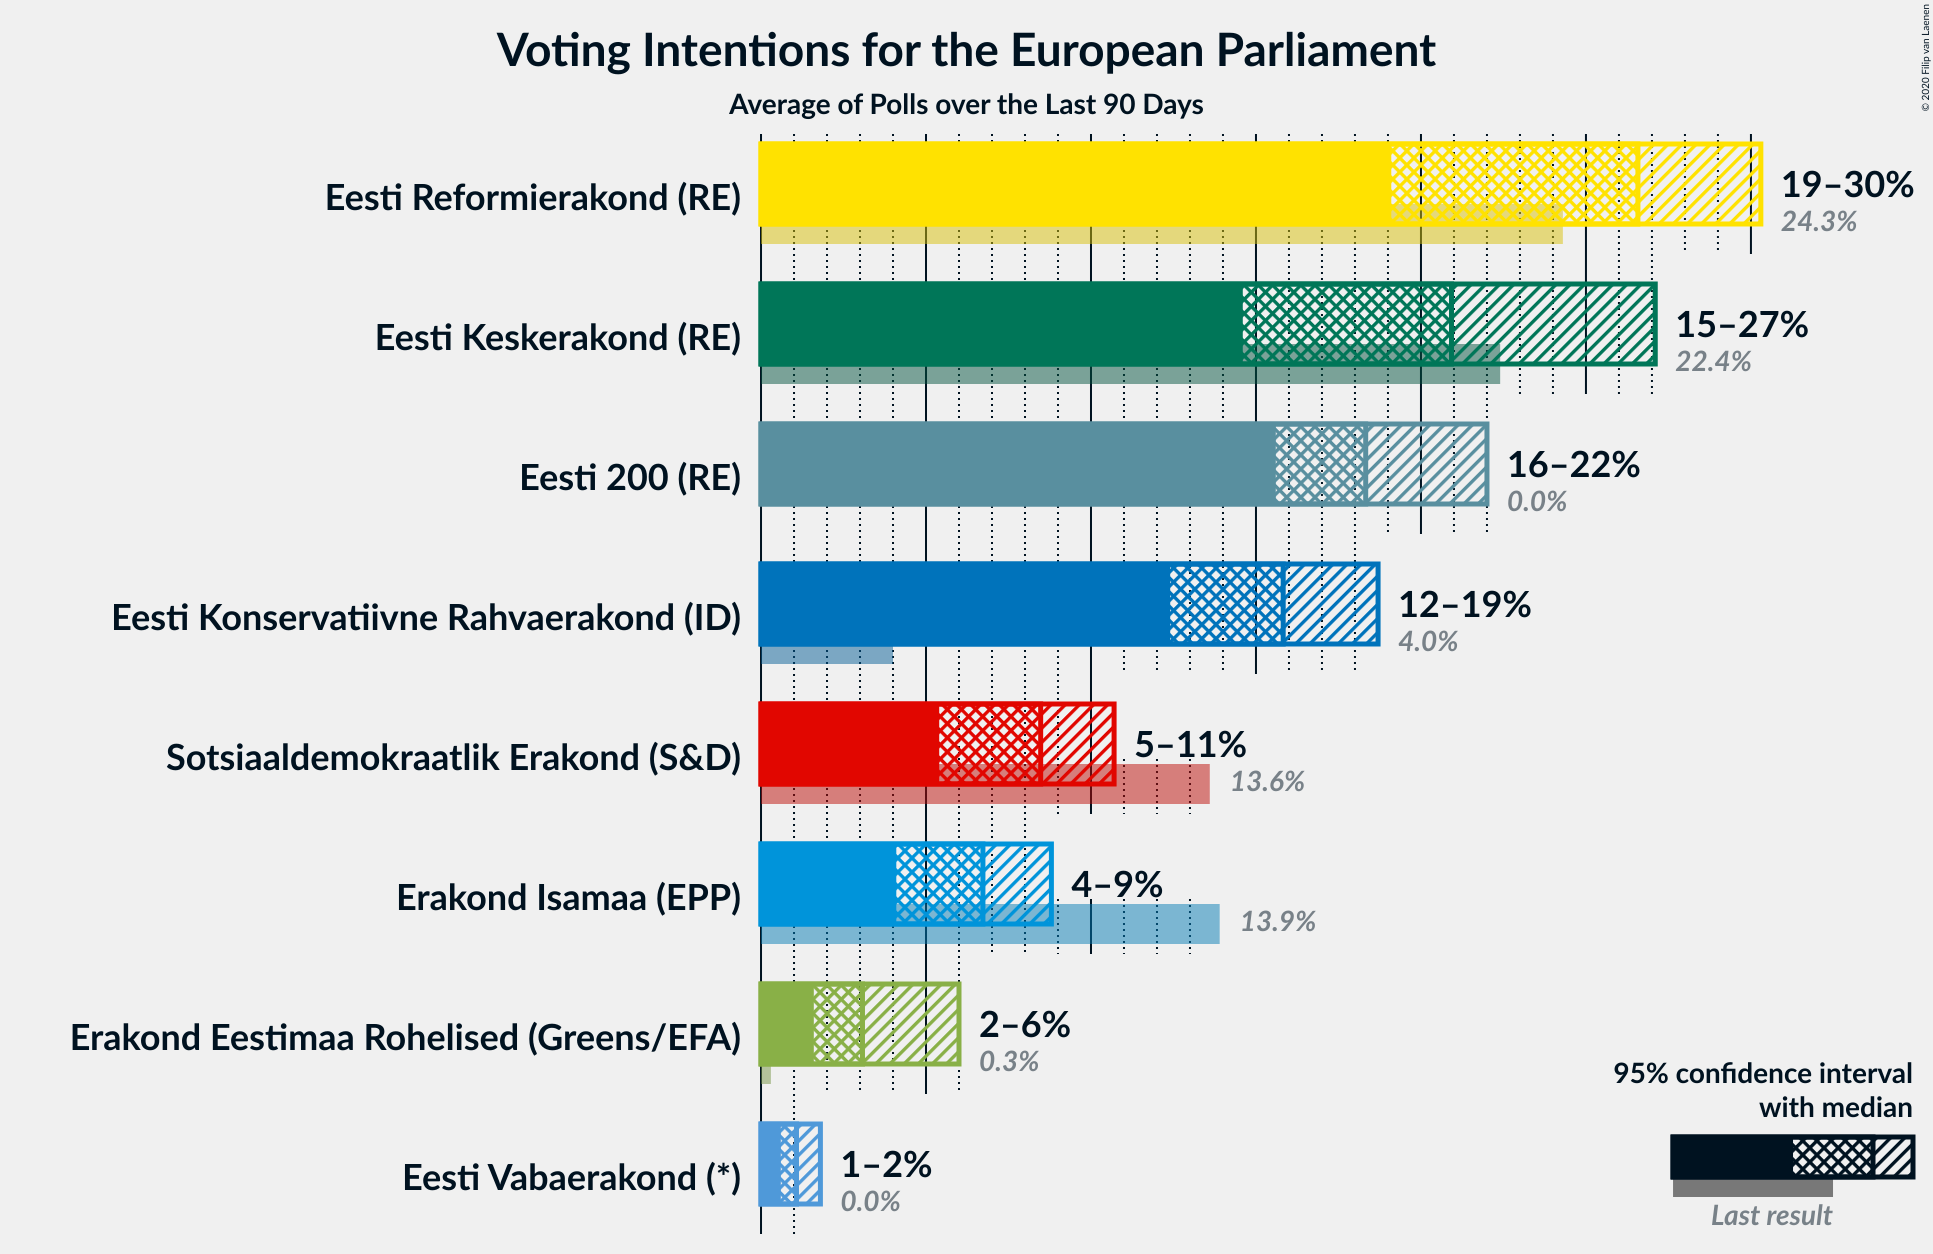 Voting Intentions for the European Parliament
Average of Polls over the Last 90 Days
© 2020 Filip van Laenen
Eesti Reformierakond (RE)
19–30%
24.3%
Eesti Keskerakond (RE)
15–27%
22.4%
Eesti 200 (RE)
16–22%
0.0%
Eesti Konservatiivne Rahvaerakond (ID)
12–19%
4.0%
Sotsiaaldemokraatlik Erakond (S&D)
5–11%
13.6%
Erakond Isamaa (EPP)
4–9%
13.9%
Erakond Eestimaa Rohelised (Greens/EFA)
2–6%
0.3%
Eesti Vabaerakond (*)
1–2%
0.0%
95% confidence interval
with median
Last result